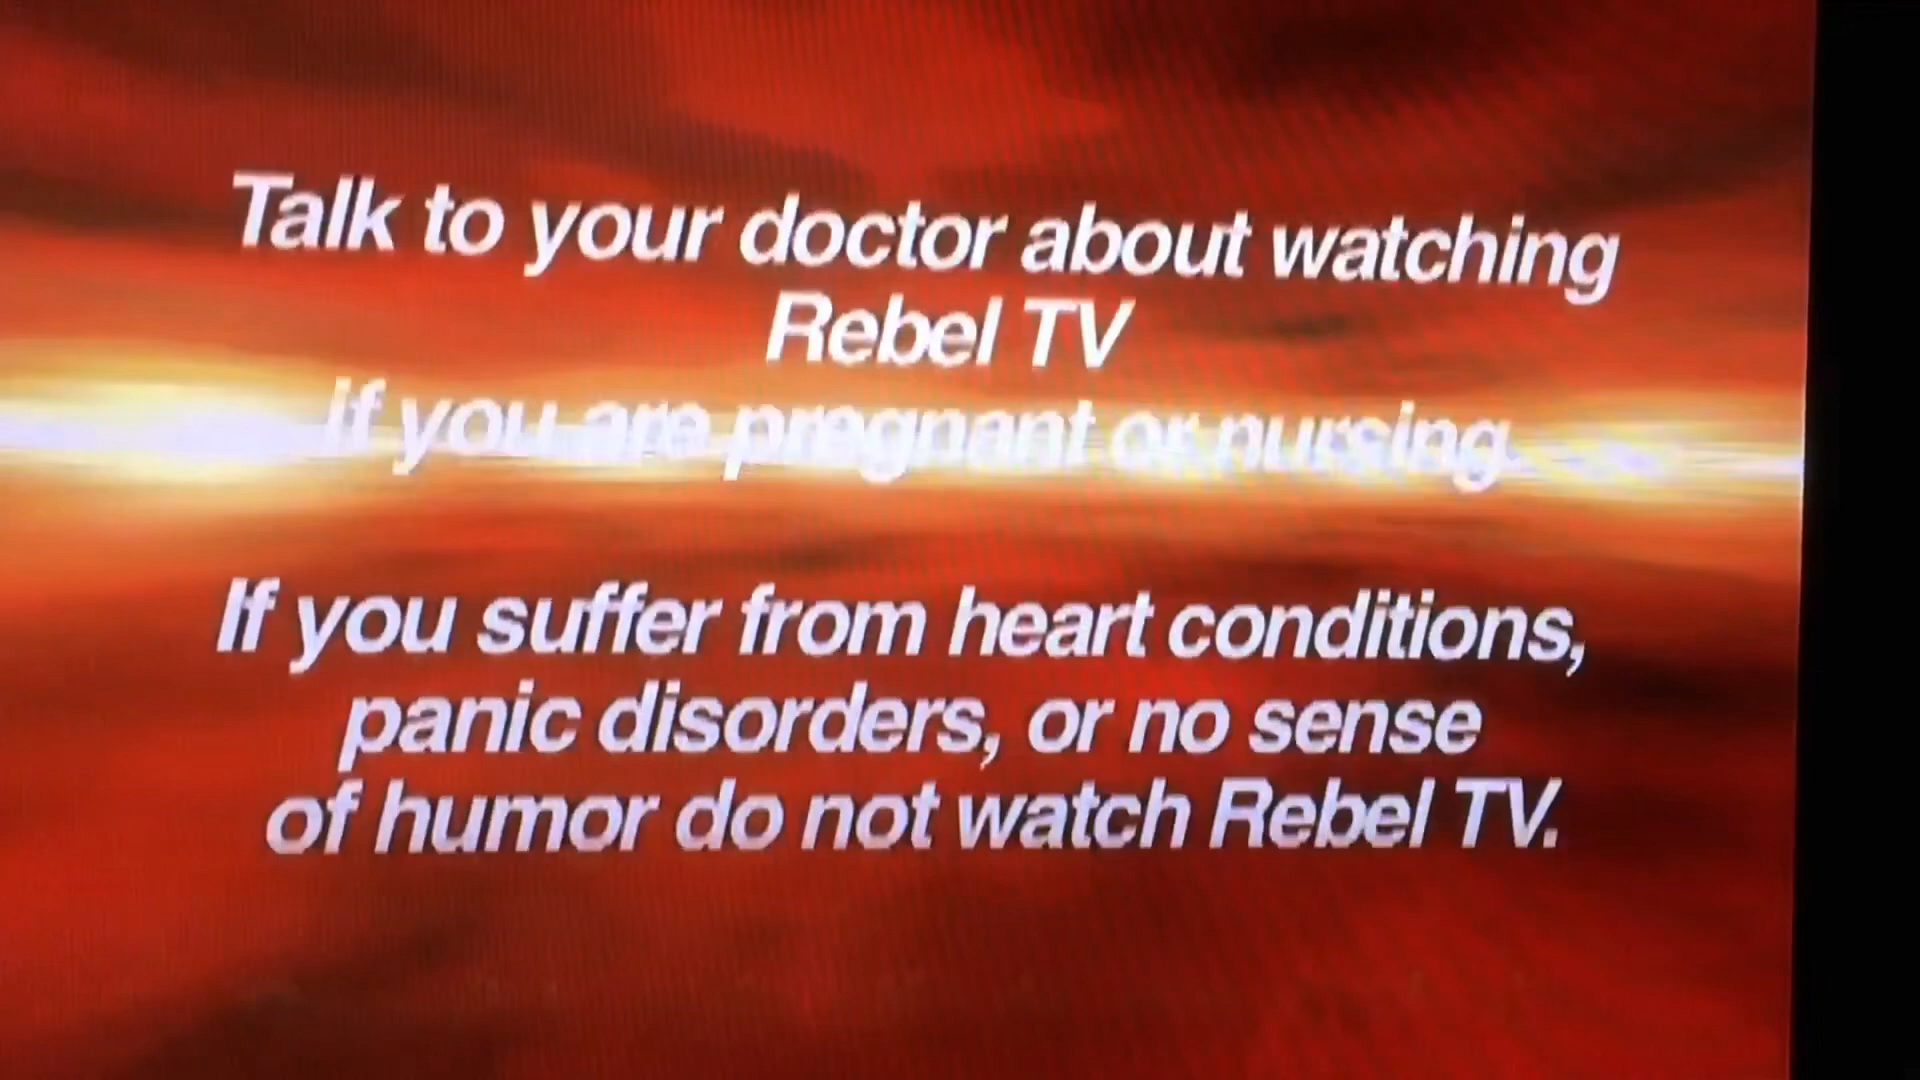 Talk to your doctor about watching
Rebel TV
if you are pregnant or nursing.
If you suffer from heart conditions,
panic disorders, or no sense
of humor do not watch Rebel TV.